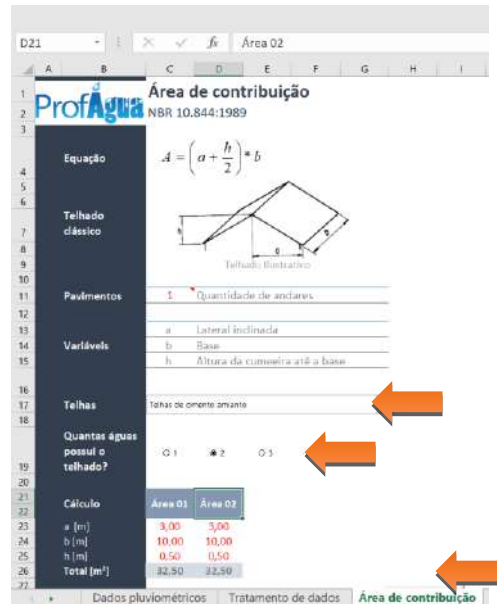 D21 fx Área 02
A B C D E F G H I
1 ProfÁgua Área de contribuição
2 NBR 10.844:1989
3
4 Equação A = (a + h/2) * b
5
6
7 Telhado clássico
h a b
8
9 Telhado Ilustrativo
10
11 Pavimentos 1 Quantidade de andares
12
13 a Lateral inclinada
14 Variáveis b Base
15 h Altura da cumeeira até a base
16
17 Telhas Telhas de cimento amianto
18
19 Quantas águas possui o telhado? 1 2 3
20
21 Cálculo Área 01 Área 02
22
23 a [m] 3,00 3,00
24 b [m] 10,00 10,00
25 h [m] 0,50 0,50
26 Total [m²] 32,50 32,50
27
Dados pluviométricos Tratamento de dados Área de contribuição